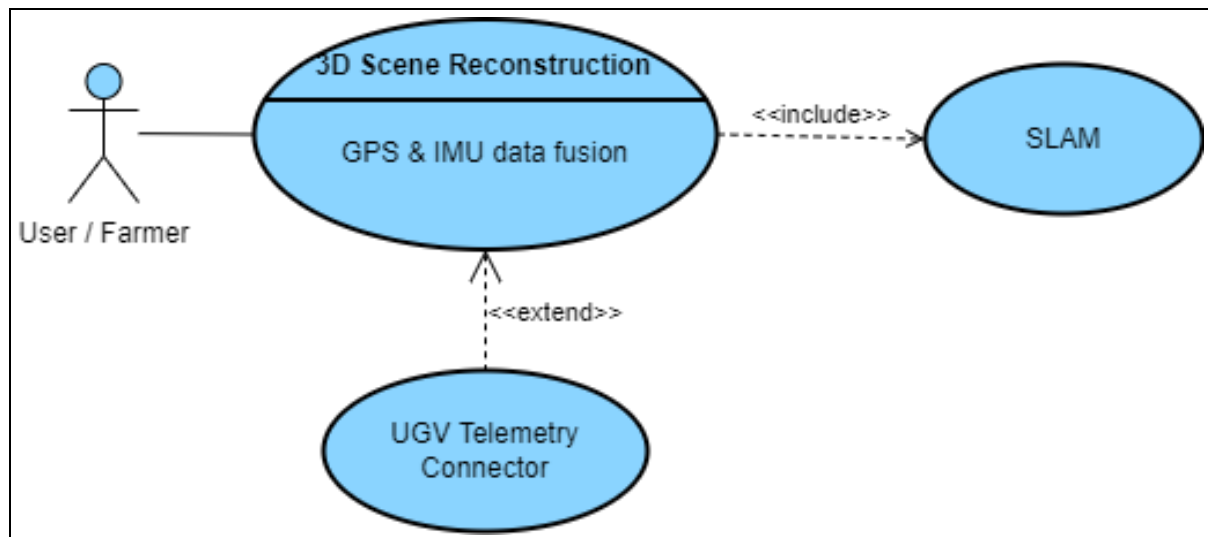 3D Scene Reconstruction
GPS & IMU data fusion
<<include>>
SLAM
User / Farmer
<<extend>>
UGV Telemetry
Connector